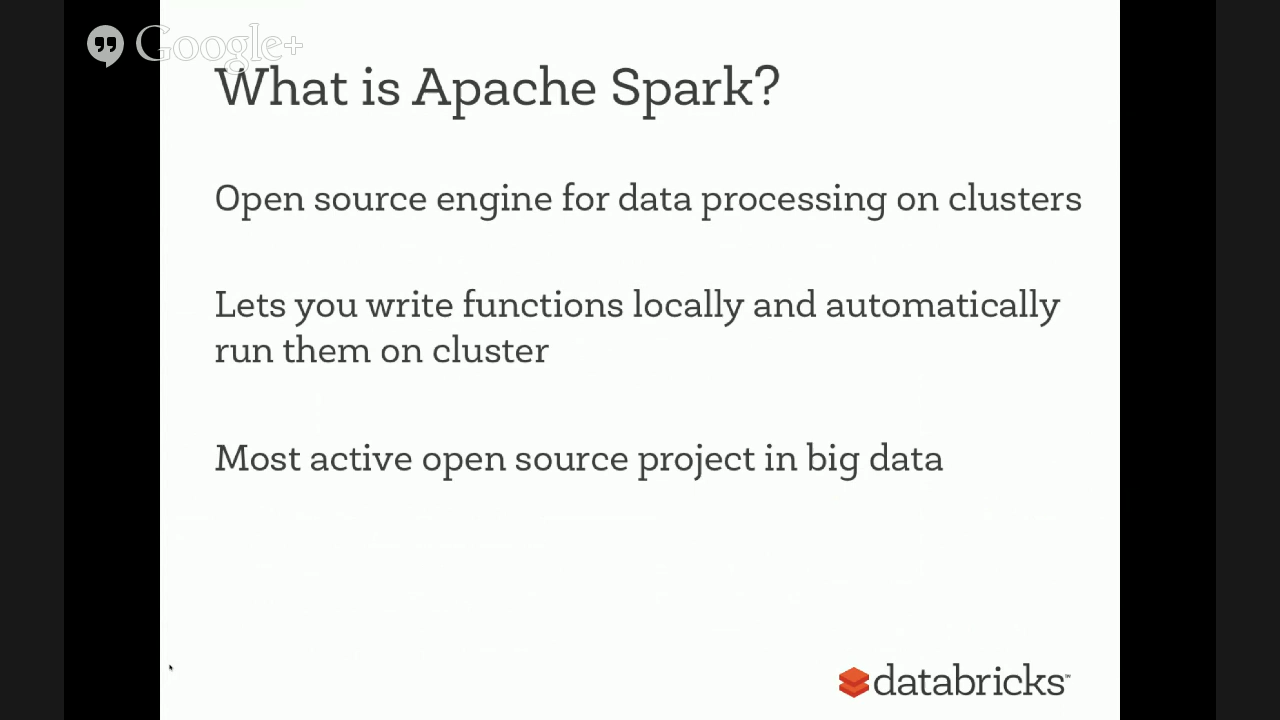 Google+
What is Apache Spark?
Open source engine for data processing on clusters
Lets you write functions locally and automatically
run them on cluster
Most active open source project in big data
databricks™